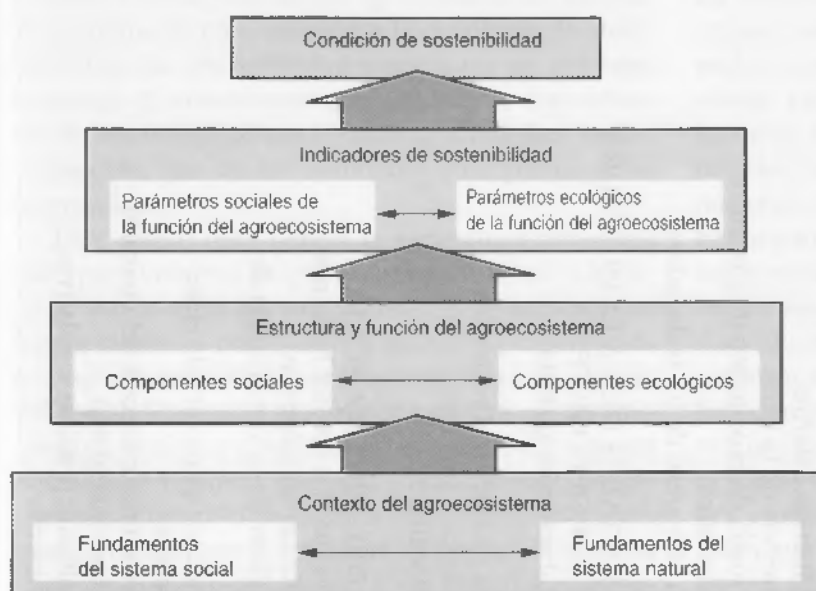 Condición de sostenibilidad
Indicadores de sostenibilidad
Parámetros sociales de
la función del agroecosistema
Parámetros ecológicos
de la función del agroecosistema
Estructura y función del agroecosistema
Componentes sociales
Componentes ecológicos
Contexto del agroecosistema
Fundamentos
del sistema social
Fundamentos del
sistema natural